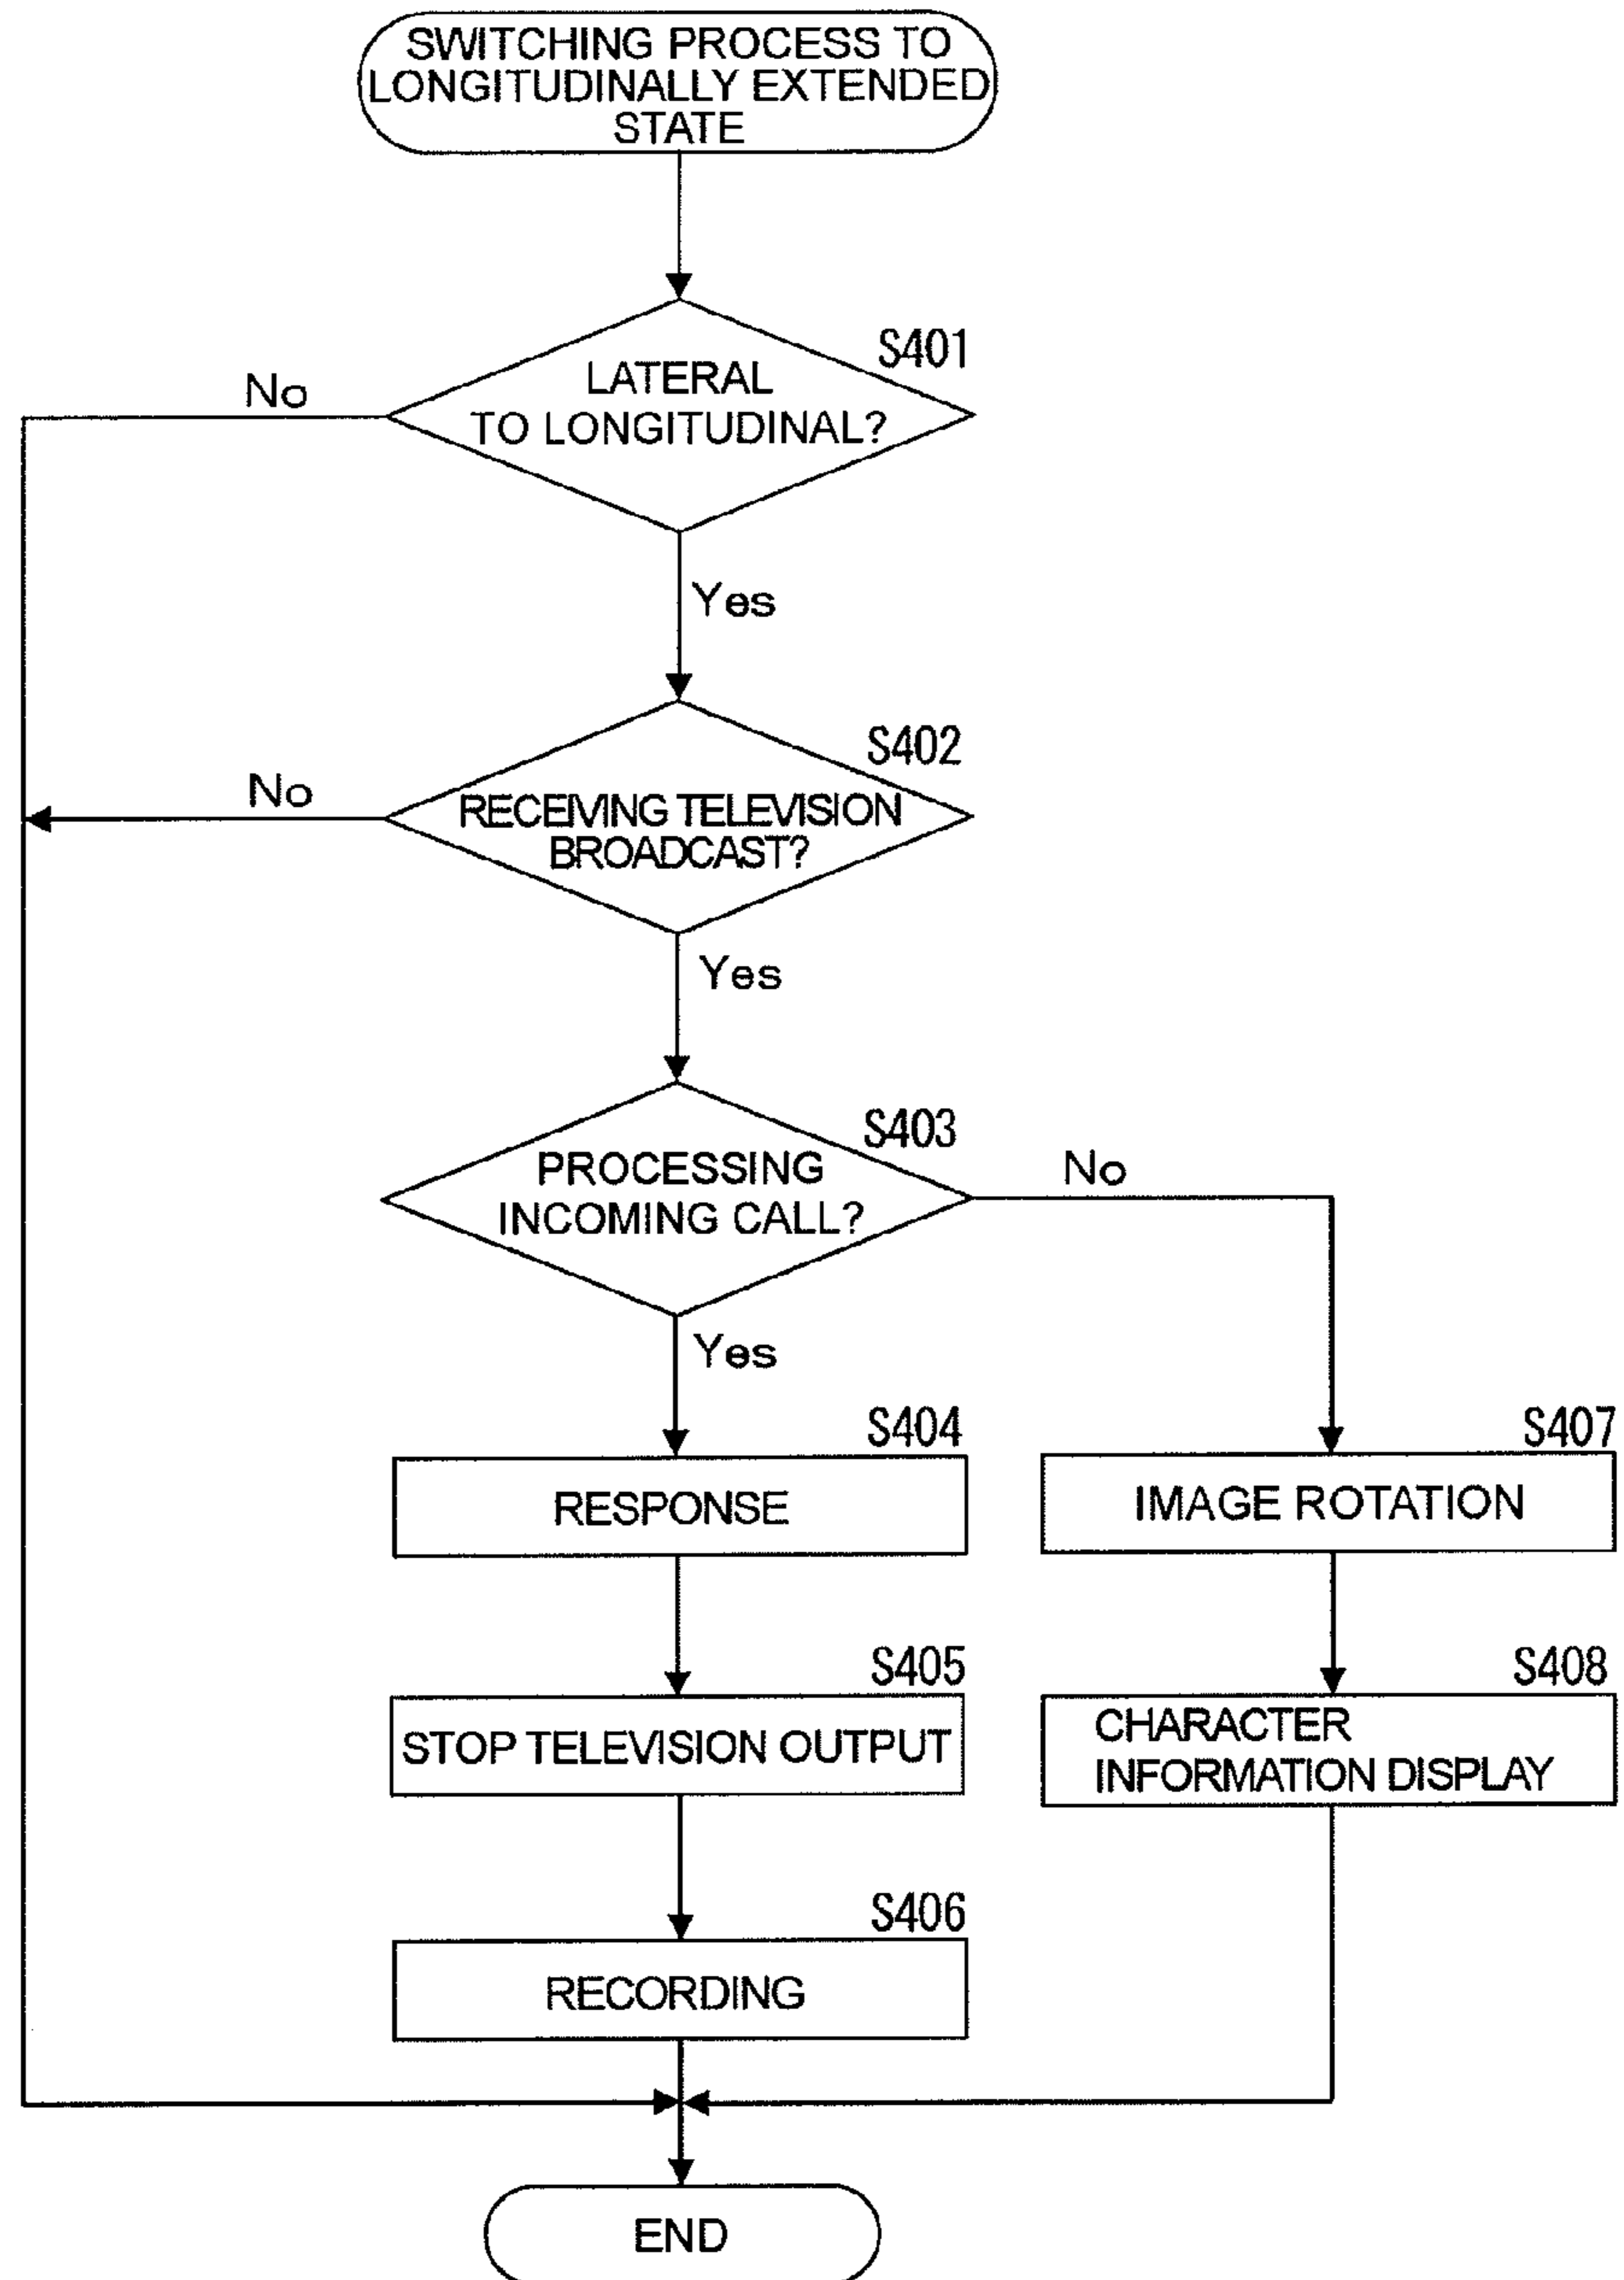 SWITCHING PROCESS TO
LONGITUDINALLY EXTENDED
STATE
S401
No
LATERAL
TO LONGITUDINAL?
Yes
S402
No
RECEIVING TELEVISION
BROADCAST?
Yes
S403
PROCESSING
INCOMING CALL?
No
Yes
S404
RESPONSE
S407
IMAGE ROTATION
S405
STOP TELEVISION OUTPUT
S408
CHARACTER
INFORMATION DISPLAY
S406
RECORDING
END